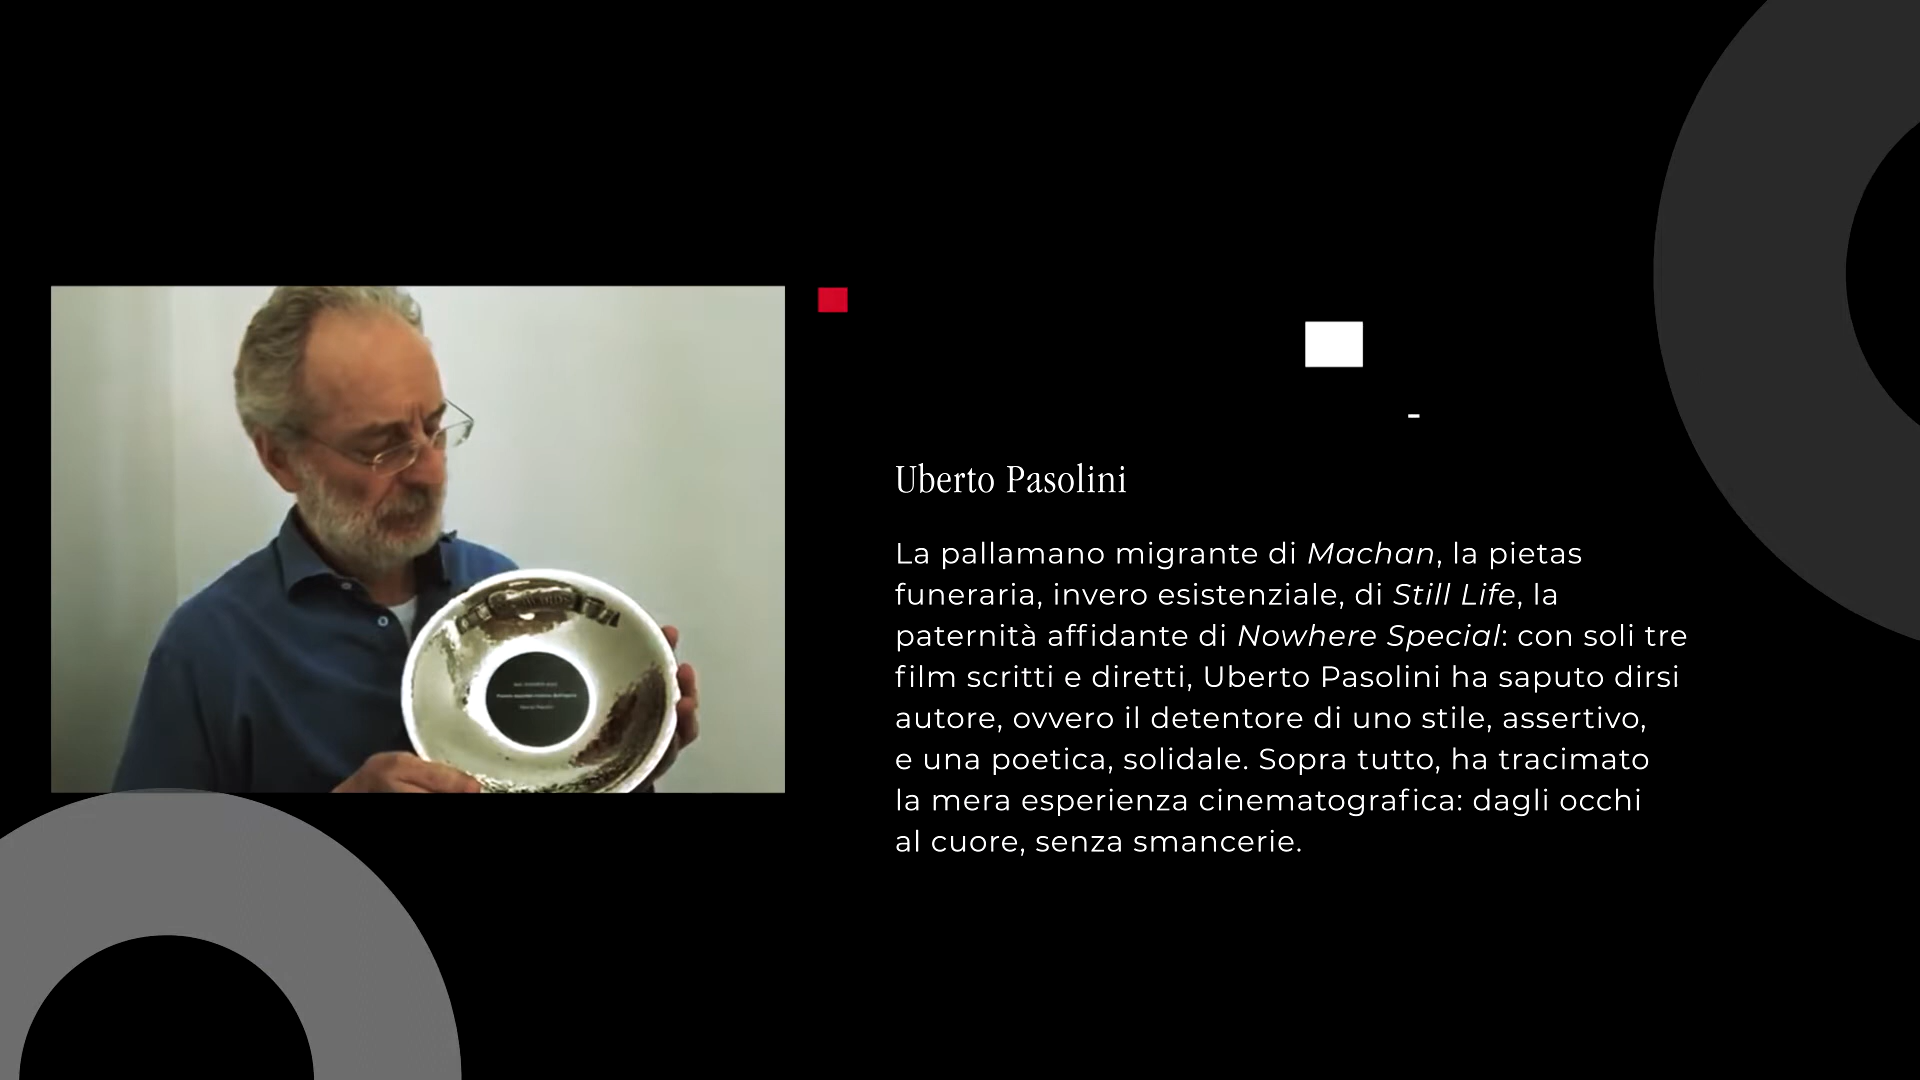 Uberto Pasolini
La pallamano migrante di Machan, la pietas
funeraria, invero esistenziale, di Still Life, la
paternità affidante di Nowhere Special: con soli tre
film scritti e diretti, Uberto Pasolini ha saputo dirsi
autore, ovvero il detentore di uno stile, assertivo,
e una poetica, solidale. Sopra tutto, ha tracimato
la mera esperienza cinematografica: dagli occhi
al cuore, senza smancerie.